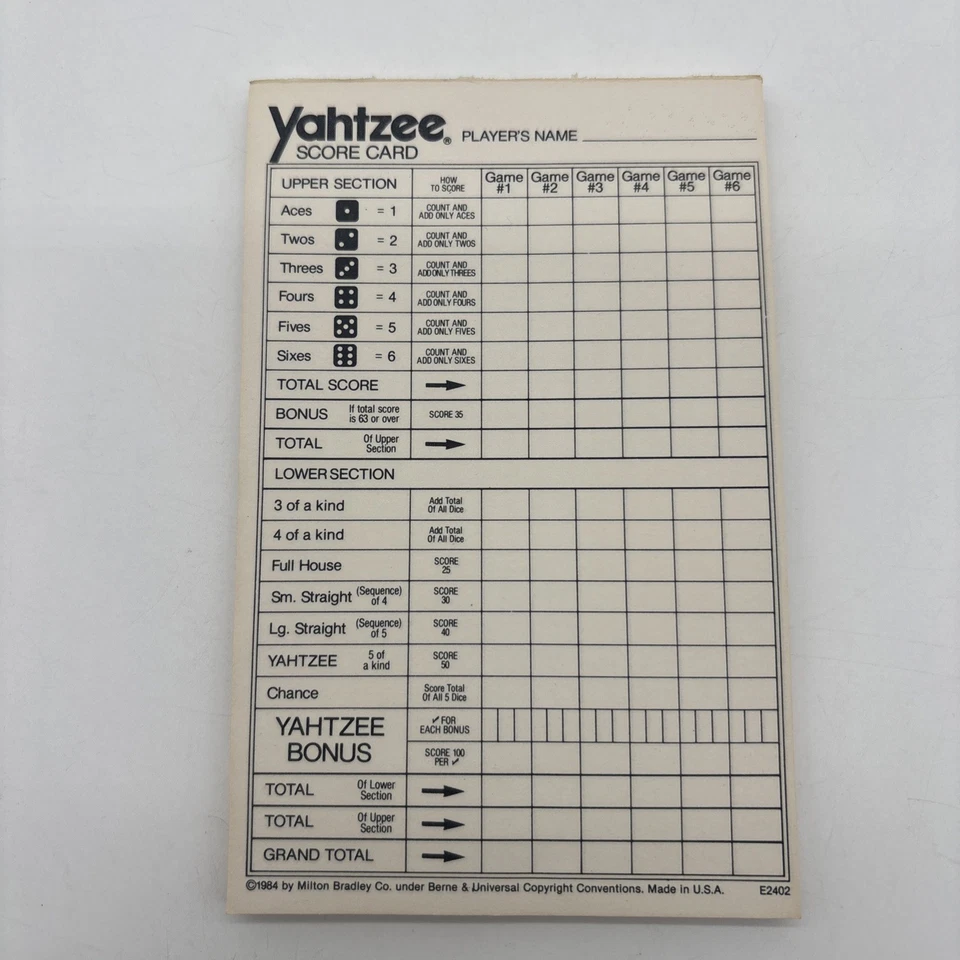 Yahtzee® PLAYER'S NAME
SCORE CARD
UPPER SECTION HOW TO SCORE Game #1 Game #2 Game #3 Game #4 Game #5 Game #6
Aces = 1 COUNT AND ADD ONLY ACES
Twos = 2 COUNT AND ADD ONLY TWOS
Threes = 3 COUNT AND ADD ONLY THREES
Fours = 4 COUNT AND ADD ONLY FOURS
Fives = 5 COUNT AND ADD ONLY FIVES
Sixes = 6 COUNT AND ADD ONLY SIXES
TOTAL SCORE
BONUS If total score is 63 or over SCORE 35
TOTAL Of Upper Section
LOWER SECTION
3 of a kind Add Total Of All Dice
4 of a kind Add Total Of All Dice
Full House SCORE 25
Sm. Straight (Sequence) of 4 SCORE 30
Lg. Straight (Sequence) of 5 SCORE 40
YAHTZEE 5 of a kind SCORE 50
Chance Score Total Of All 5 Dice
YAHTZEE BONUS ✓ FOR EACH BONUS
SCORE 100 PER ✓
TOTAL Of Lower Section
TOTAL Of Upper Section
GRAND TOTAL
©1984 by Milton Bradley Co. under Berne & Universal Copyright Conventions. Made in U.S.A. E2402